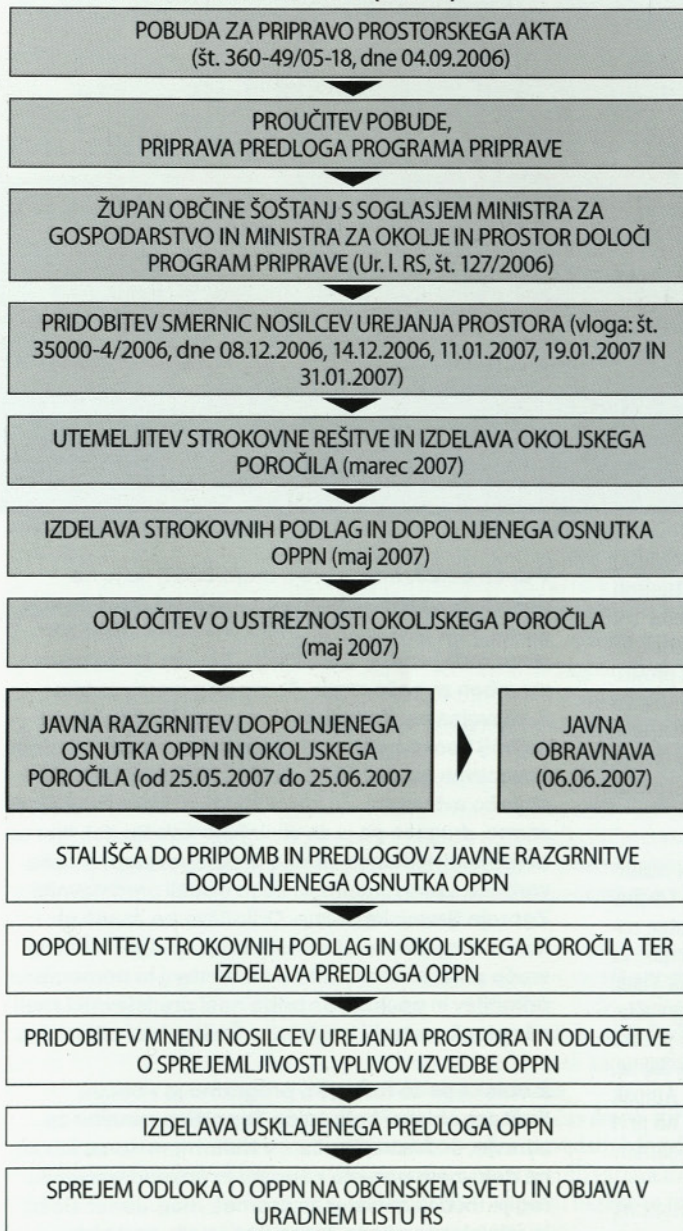 POBUDA ZA PRIPRAVO PROSTORSKEGA AKTA
(št. 360-49/05-18, dne 04.09.2006)
PROUČITEV POBUDE,
PRIPRAVA PREDLOGA PROGRAMA PRIPRAVE
ŽUPAN OBČINE ŠOŠTANJ S SOGLASJEM MINISTRA ZA
GOSPODARSTVO IN MINISTRA ZA OKOLJE IN PROSTOR DOLOČI
PROGRAM PRIPRAVE (Ur. l. RS, št. 127/2006)
PRIDOBITEV SMERNIC NOSILCEV UREJANJA PROSTORA (vloga: št.
35000-4/2006, dne 08.12.2006, 14.12.2006, 11.01.2007, 19.01.2007 IN
31.01.2007)
UTEMELJITEV STROKOVNE REŠITVE IN IZDELAVA OKOLJSKEGA
POROČILA (marec 2007)
IZDELAVA STROKOVNIH PODLAG IN DOPOLNJENEGA OSNUTKA
OPPN (maj 2007)
ODLOČITEV O USTREZNOSTI OKOLJSKEGA POROČILA
(maj 2007)
JAVNA RAZGRNITEV DOPOLNJENEGA
OSNUTKA OPPN IN OKOLJSKEGA
POROČILA (od 25.05.2007 do 25.06.2007
JAVNA
OBRAVNAVA
(06.06.2007)
STALIŠČA DO PRIPOMB IN PREDLOGOV Z JAVNE RAZGRNITVE
DOPOLNJENEGA OSNUTKA OPPN
DOPOLNITEV STROKOVNIH PODLAG IN OKOLJSKEGA POROČILA TER
IZDELAVA PREDLOGA OPPN
PRIDOBITEV MNENJ NOSILCEV UREJANJA PROSTORA IN ODLOČITVE
O SPREJEMLJIVOSTI VPLIVOV IZVEDBE OPPN
IZDELAVA USKLAJENEGA PREDLOGA OPPN
SPREJEM ODLOKA O OPPN NA OBČINSKEM SVETU IN OBJAVA V
URADNEM LISTU RS